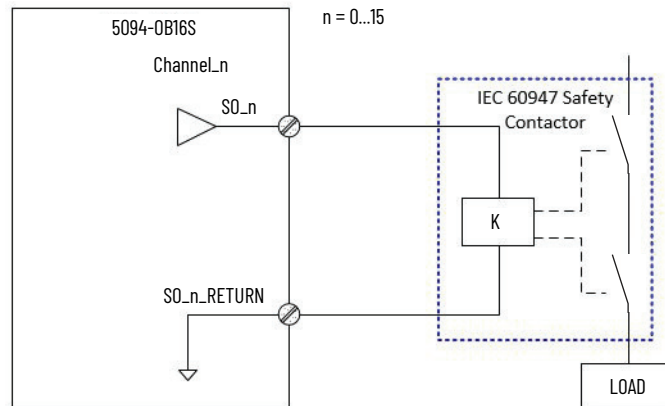 5094-OB16S
n = 0...15
Channel_n
SO_n
IEC 60947 Safety
Contactor
K
SO_n_RETURN
LOAD